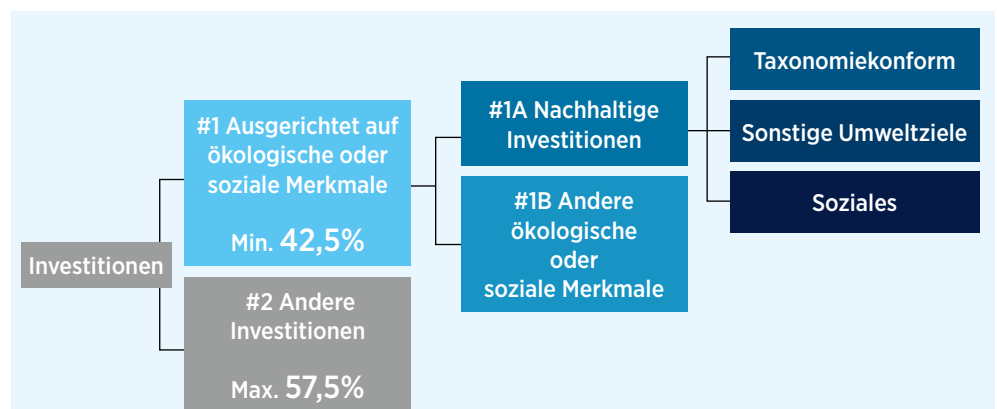 Investitionen
#1 Ausgerichtet auf
ökologische oder
soziale Merkmale
Min. 42,5%
#2 Andere
Investitionen
Max. 57,5%
#1A Nachhaltige
Investitionen
#1B Andere
ökologische
oder
soziale Merkmale
Taxonomiekonform
Sonstige Umweltziele
Soziales